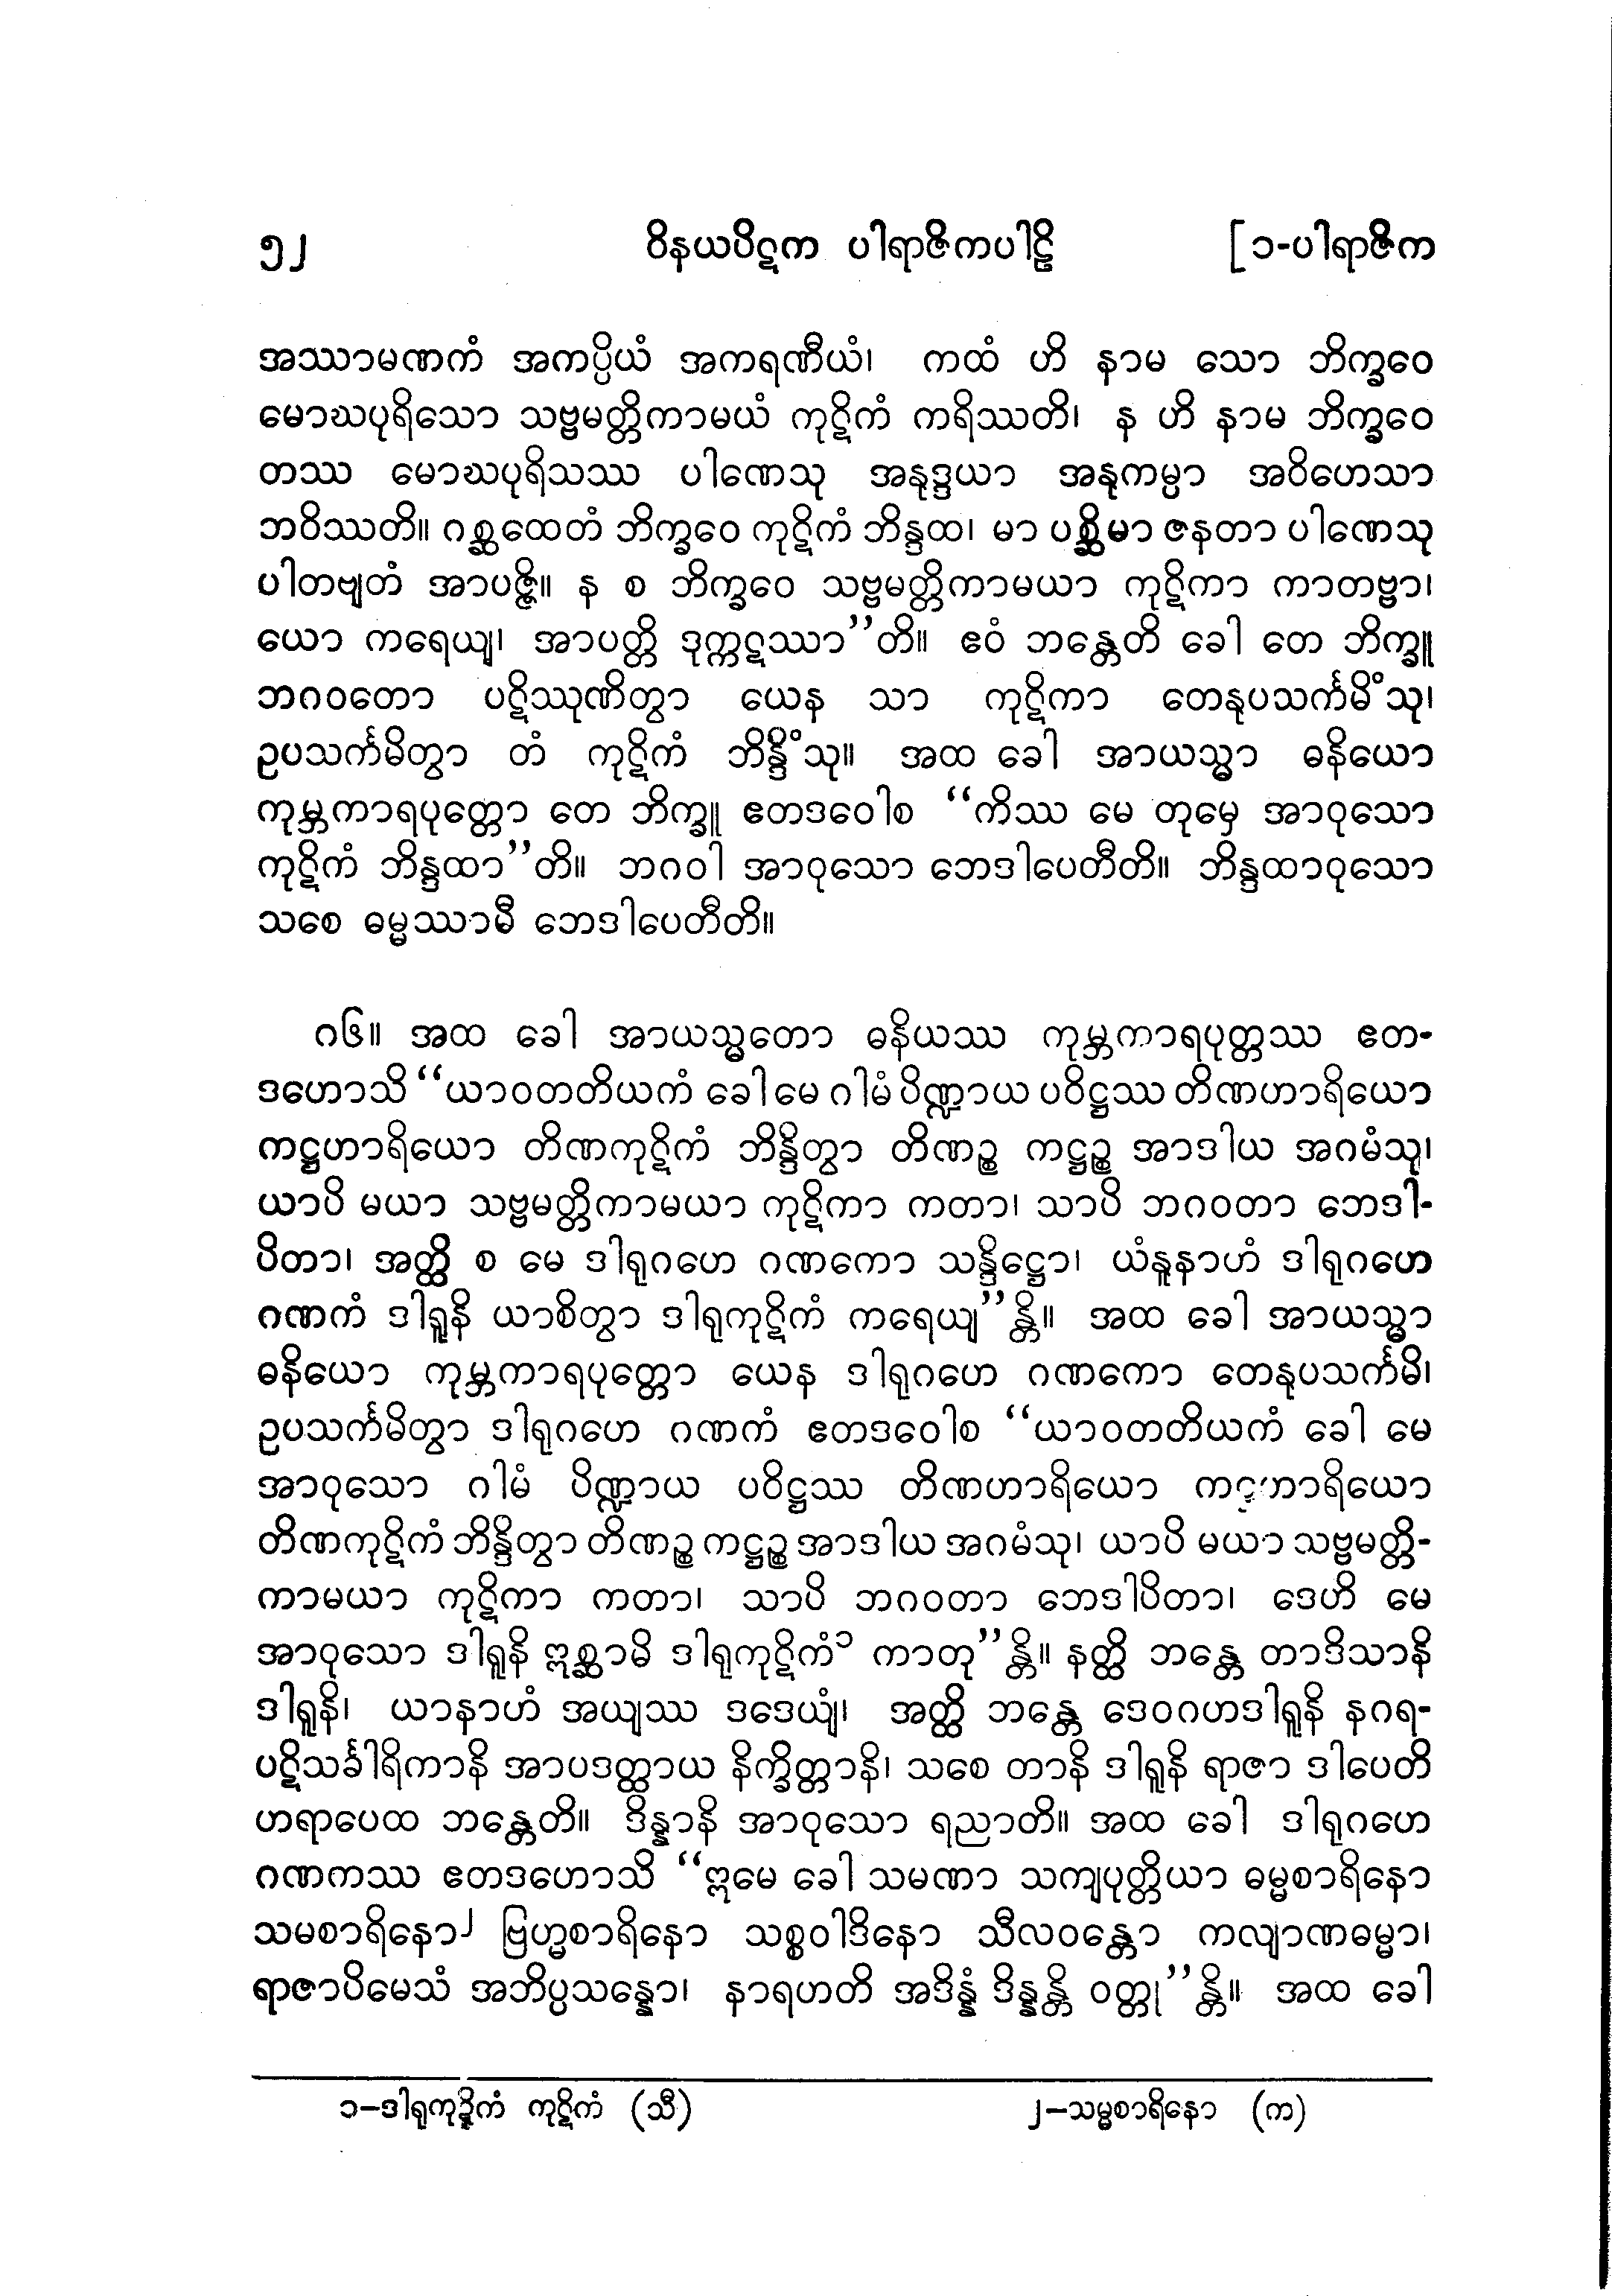 ၅၂ ဝိနယပိဋက ပါရာဇိကပါဠိ [၁-ပါရာဇိက
အဿာမဏကံ အကပ္ပိယံ အကရဏီယံ၊ ကထံ ဟိ နာမ သော ဘိက္ခဝေ
မောဃပုရိသော သဗ္ဗမတ္တိကာမယံ ကုဋိကံ ကရိဿတိ၊ န ဟိ နာမ ဘိက္ခဝေ
တဿ မောဃပုရိသဿ ပါဏေသု အနုဒ္ဒယာ အနုကမ္ပာ အဝိဟေသာ
ဘဝိဿတိ။ ဂစ္ဆထေတံ ဘိက္ခဝေ ကုဋိကံ ဘိန္ဒထ၊ မာ ပစ္ဆိမာ ဇနတာ ပါဏေသု
ပါတဗျတံ အာပဇ္ဇိ။ န စ ဘိက္ခဝေ သဗ္ဗမတ္တိကာမယာ ကုဋိကာ ကာတဗ္ဗာ၊
ယော ကရေယျ၊ အာပတ္တိ ဒုက္ကဋဿာ”တိ။ ဧဝံ ဘန္တေတိ ခေါ တေ ဘိက္ခူ
ဘဂဝတော ပဋိဿုဏိတွာ ယေန သာ ကုဋိကာ တေနုပသင်္ကမိံသု၊
ဥပသင်္ကမိတွာ တံ ကုဋိကံ ဘိန္ဒိံသု။ အထ ခေါ အာယသ္မာ ဓနိယော
ကုမ္ဘကာရပုတ္တော တေ ဘိက္ခူ ဧတဒဝေါစ “ကိဿ မေ တုမှေ အာဝုသော
ကုဋိကံ ဘိန္ဒထာ”တိ။ ဘဂဝါ အာဝုသော ဘေဒါပေတီတိ။ ဘိန္ဒထာဝုသော
သစေ ဓမ္မဿာမီ ဘေဒါပေတီတိ။
ဂ၆။ အထ ခေါ အာယသ္မတော ဓနိယဿ ကုမ္ဘကာရပုတ္တဿ ဧတ-
ဒဟောသိ “ယာဝတတိယကံ ခေါ မေ ဂါမံ ပိဏ္ဍာယ ပဝိဋ္ဌဿ တိဏဟာရိယော
ကဋ္ဌဟာရိယော တိဏကုဋိကံ ဘိန္ဒိတွာ တိဏဉ္စ ကဋ္ဌဉ္စ အာဒါယ အဂမံသု၊
ယာပိ မယာ သဗ္ဗမတ္တိကာမယာ ကုဋိကာ ကတာ၊ သာပိ ဘဂဝတာ ဘေဒါ-
ပိတာ၊ အတ္ထိ စ မေ ဒါရုဂဟေ ဂဏကော သန္ဒိဋ္ဌော၊ ယံနူနာဟံ ဒါရုဂဟေ
ဂဏကံ ဒါရူနိ ယာစိတွာ ဒါရုကုဋိကံ ကရေယျ”န္တိ။ အထ ခေါ အာယသ္မာ
ဓနိယော ကုမ္ဘကာရပုတ္တော ယေန ဒါရုဂဟေ ဂဏကော တေနုပသင်္ကမိ၊
ဥပသင်္ကမိတွာ ဒါရုဂဟေ ဂဏကံ ဧတဒဝေါစ “ယာဝတတိယကံ ခေါ မေ
အာဝုသော ဂါမံ ပိဏ္ဍာယ ပဝိဋ္ဌဿ တိဏဟာရိယော ကဋ္ဌဟာရိယော
တိဏကုဋိကံ ဘိန္ဒိတွာ တိဏဉ္စ ကဋ္ဌဉ္စ အာဒါယ အဂမံသု၊ ယာပိ မယာ သဗ္ဗမတ္တိ-
ကာမယာ ကုဋိကာ ကတာ၊ သာပိ ဘဂဝတာ ဘေဒါပိတာ၊ ဒေဟိ မေ
အာဝုသော ဒါရူနိ ဣစ္ဆာမိ ဒါရုကုဋိကံ၁ ကာတု”န္တိ။ နတ္ထိ ဘန္တေ တာဒိသာနိ
ဒါရူနိ၊ ယာနာဟံ အယျဿ ဒဒေယျံ၊ အတ္ထိ ဘန္တေ ဒေဝဂဟဒါရူနိ နဂရ-
ပဋိသင်္ခါရိကာနိ အာပဒတ္ထာယ နိက္ခိတ္တာနိ၊ သစေ တာနိ ဒါရူနိ ရာဇာ ဒါပေတိ
ဟရာပေထ ဘန္တေတိ။ ဒိန္နာနိ အာဝုသော ရညာတိ။ အထ ခေါ ဒါရုဂဟေ
ဂဏကဿ ဧတဒဟောသိ “ဣမေ ခေါ သမဏာ သကျပုတ္တိယာ ဓမ္မစာရိနော
သမစာရိနော၂ ဗြဟ္မစာရိနော သစ္စဝါဒိနော သီလဝန္တော ကလျာဏဓမ္မာ၊
ရာဇာပိမေသံ အဘိပ္ပသန္နော၊ နာရဟတိ အဒိန္နံ ဒိန္နန္တိ ဝတ္တု”န္တိ။ အထ ခေါ
၁–ဒါရုကုဍ္ဍိကံ ကုဋိကံ (သီ) ၂–သမ္မစာရိနော (က)